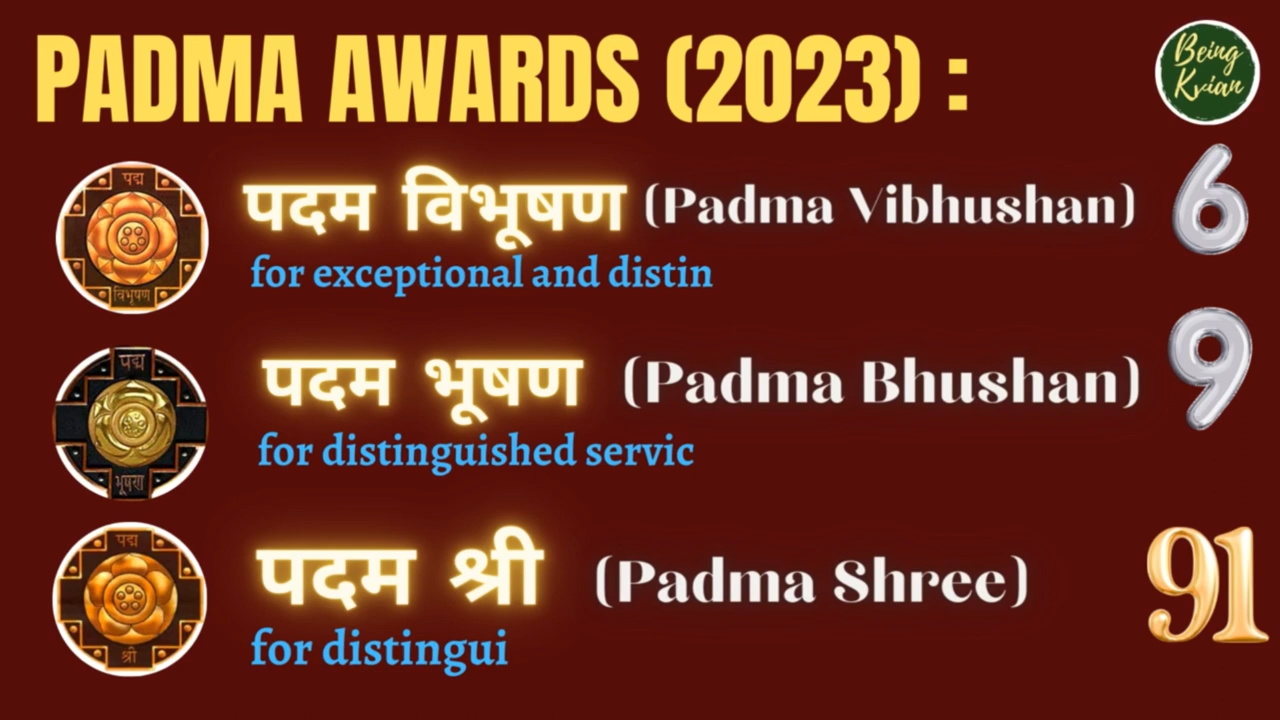 PADMA AWARDS (2023) :
Being
Kvian
पद्म
विभूषण
पदम विभूषण (Padma Vibhushan) 6
for exceptional and distin
पद्म
भूषण
पदम भूषण (Padma Bhushan) 9
for distinguished servic
पद्म
श्री
पदम श्री (Padma Shree) 91
for distingui